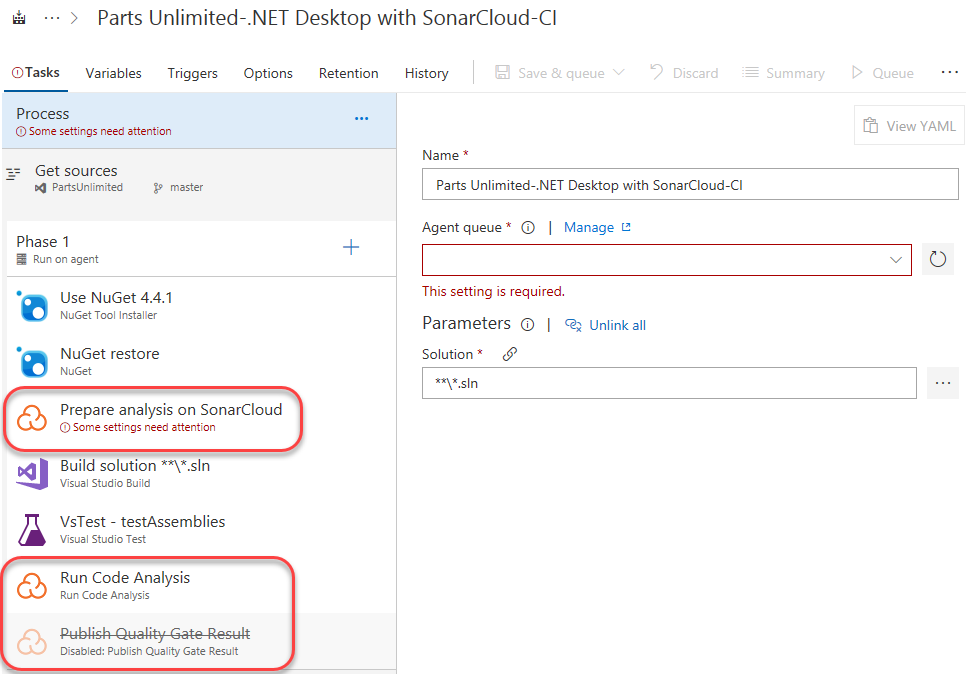 Parts Unlimited-.NET Desktop with SonarCloud-CI
Tasks Variables Triggers Options Retention History Save & queue Discard Summary Queue
Process
Some settings need attention
Get sources
PartsUnlimited master
Phase 1
Run on agent
Use NuGet 4.4.1
NuGet Tool Installer
NuGet restore
NuGet
Prepare analysis on SonarCloud
Some settings need attention
Build solution **\*.sln
Visual Studio Build
VsTest - testAssemblies
Visual Studio Test
Run Code Analysis
Run Code Analysis
Publish Quality Gate Result
Disabled: Publish Quality Gate Result
View YAML
Name *
Parts Unlimited-.NET Desktop with SonarCloud-CI
Agent queue * | Manage
This setting is required.
Parameters | Unlink all
Solution *
**\*.sln